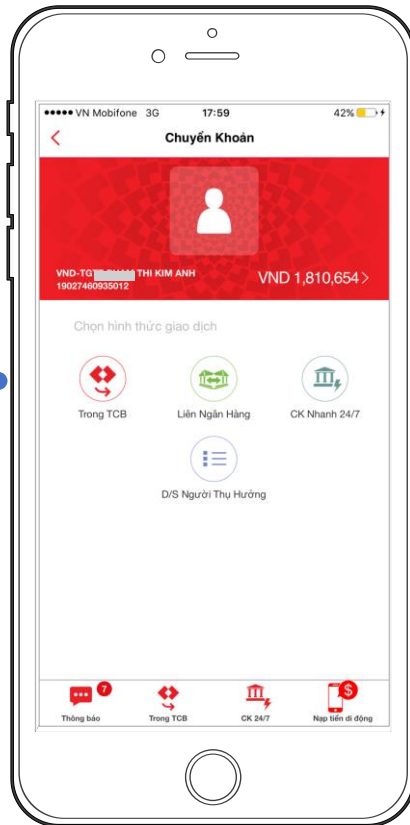 VN Mobifone 3G 17:59 42%
Chuyển Khoản
THI KIM ANH
VND 1,810,654
19027460935012
Chọn hình thức giao dịch
Trong TCB Liên Ngân Hàng CK Nhanh 24/7
D/S Người Thụ Hưởng
7
Thông báo Trong TCB CK 24/7 Nạp tiền di động